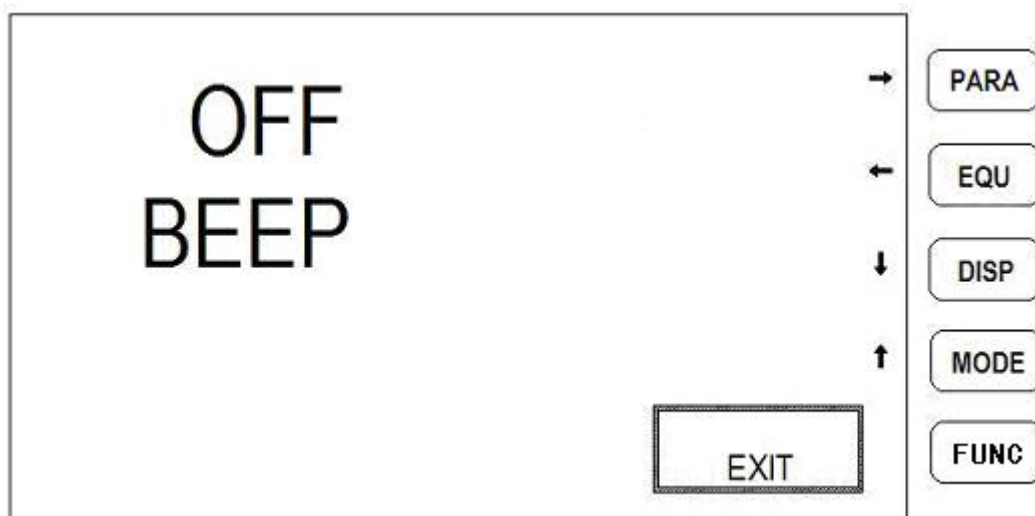 OFF
BEEP
→ PARA
← EQU
↓ DISP
↑ MODE
EXIT
FUNC